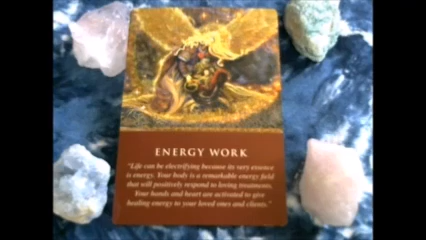 ENERGY WORK
"Life can be electrifying because its very essence
is energy. Your body is a remarkable energy field
that will positively respond to loving treatments.
Your hands and heart are activated to give
healing energy to your loved ones and clients."